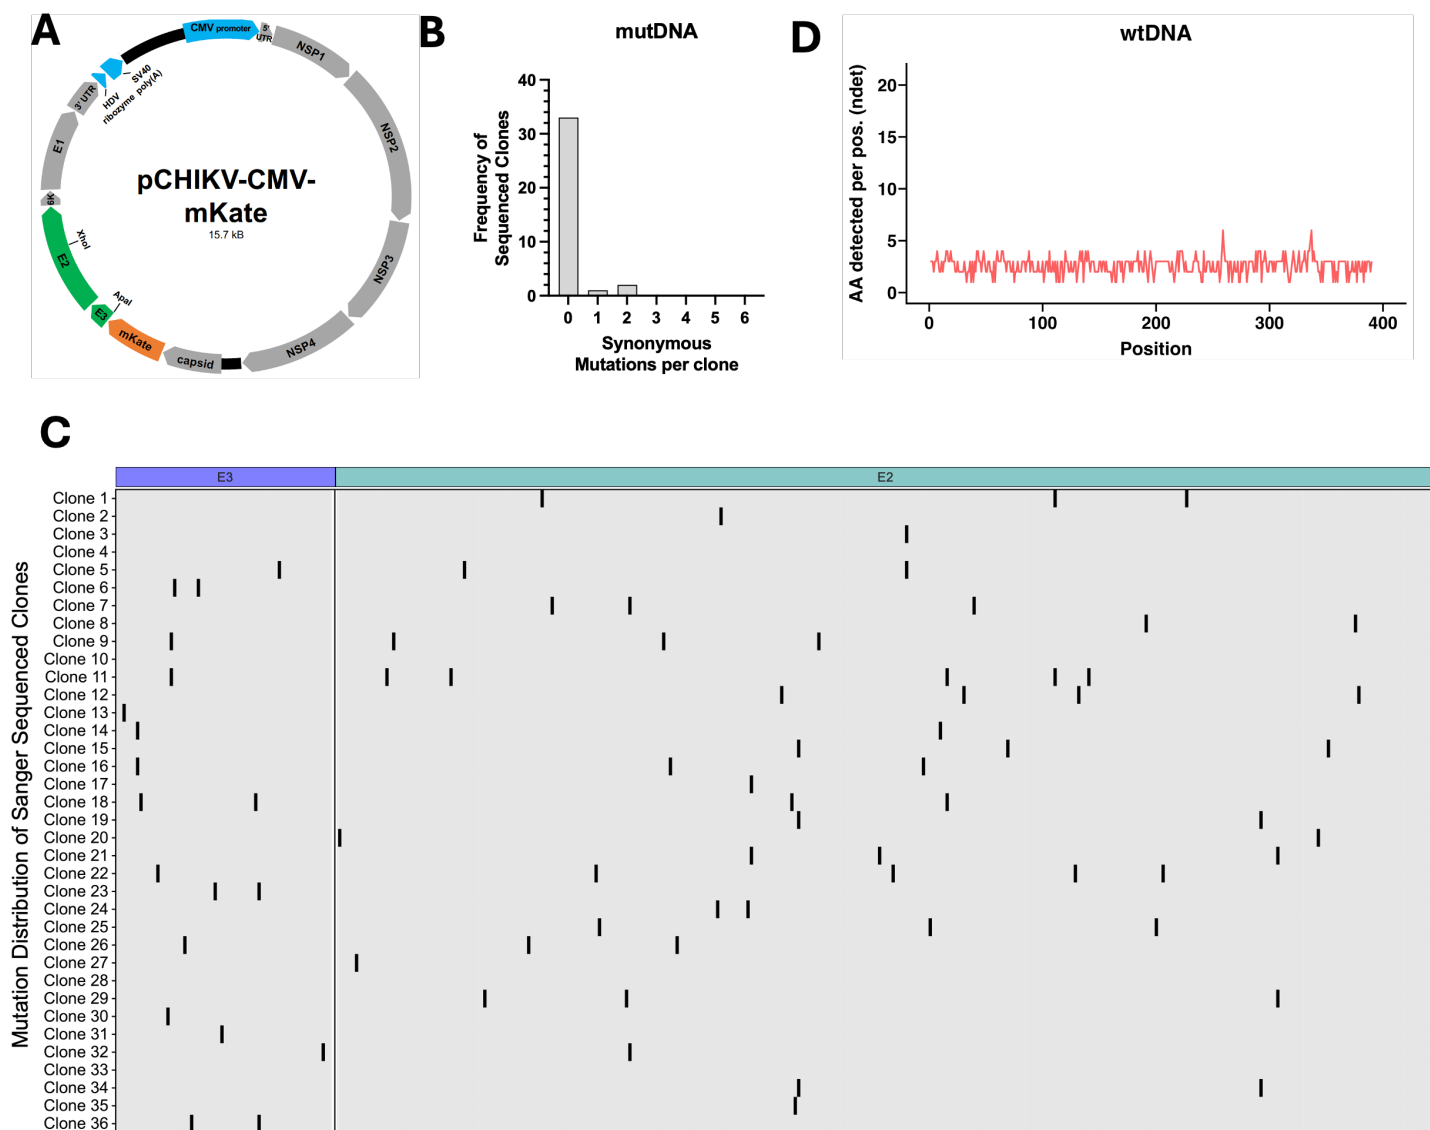 A
CMV promoter
5'
UTR
NSP1
NSP2
NSP3
NSP4
capsid
mKate
E3
ApaI
E2
XhoI
6K
E1
3' UTR
HDV
ribozyme
SV40
poly(A)
pCHIKV-CMV-
mKate
15.7 kB
B
mutDNA
Frequency of
Sequenced Clones
40
30
20
10
0
0 1 2 3 4 5 6
Synonymous
Mutations per clone
D
wtDNA
AA detected per pos. (ndet)
20
15
10
5
0
0 100 200 300 400
Position
C
E3 E2
Mutation Distribution of Sanger Sequenced Clones
Clone 1
Clone 2
Clone 3
Clone 4
Clone 5
Clone 6
Clone 7
Clone 8
Clone 9
Clone 10
Clone 11
Clone 12
Clone 13
Clone 14
Clone 15
Clone 16
Clone 17
Clone 18
Clone 19
Clone 20
Clone 21
Clone 22
Clone 23
Clone 24
Clone 25
Clone 26
Clone 27
Clone 28
Clone 29
Clone 30
Clone 31
Clone 32
Clone 33
Clone 34
Clone 35
Clone 36